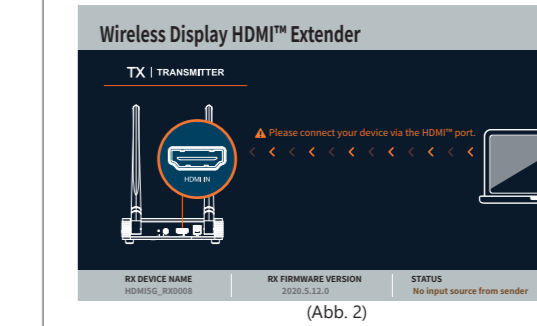 Wireless Display HDMI™ Extender
TX | TRANSMITTER
Please connect your device via the HDMI™ port.
HDMI IN
RX DEVICE NAME
HDMI5G_RX0008
RX FIRMWARE VERSION
2020.5.12.0
STATUS
No input source from sender
(Abb. 2)